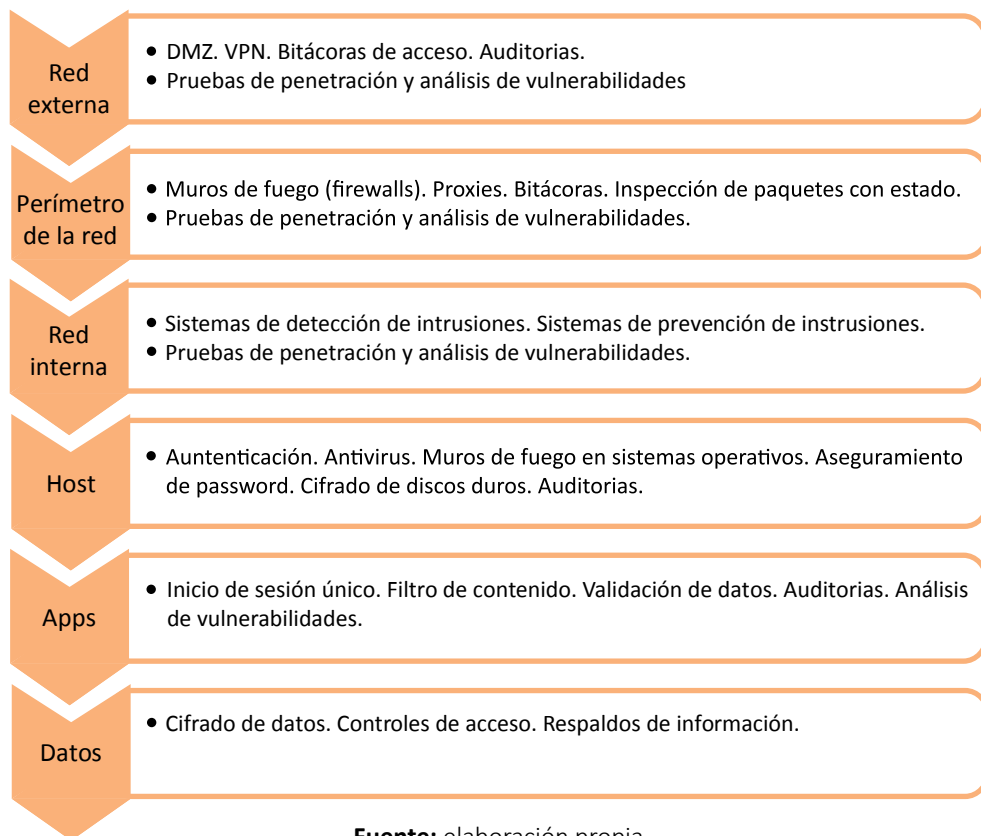 Red
externa
• DMZ. VPN. Bitácoras de acceso. Auditorias.
• Pruebas de penetración y análisis de vulnerabilidades
Perímetro
de la red
• Muros de fuego (firewalls). Proxies. Bitácoras. Inspección de paquetes con estado.
• Pruebas de penetración y análisis de vulnerabilidades.
Red
interna
• Sistemas de detección de intrusiones. Sistemas de prevención de instrusiones.
• Pruebas de penetración y análisis de vulnerabilidades.
Host
• Auntenticación. Antivirus. Muros de fuego en sistemas operativos. Aseguramiento
de password. Cifrado de discos duros. Auditorias.
Apps
• Inicio de sesión único. Filtro de contenido. Validación de datos. Auditorias. Análisis
de vulnerabilidades.
Datos
• Cifrado de datos. Controles de acceso. Respaldos de información.
Fuente: elaboración propia